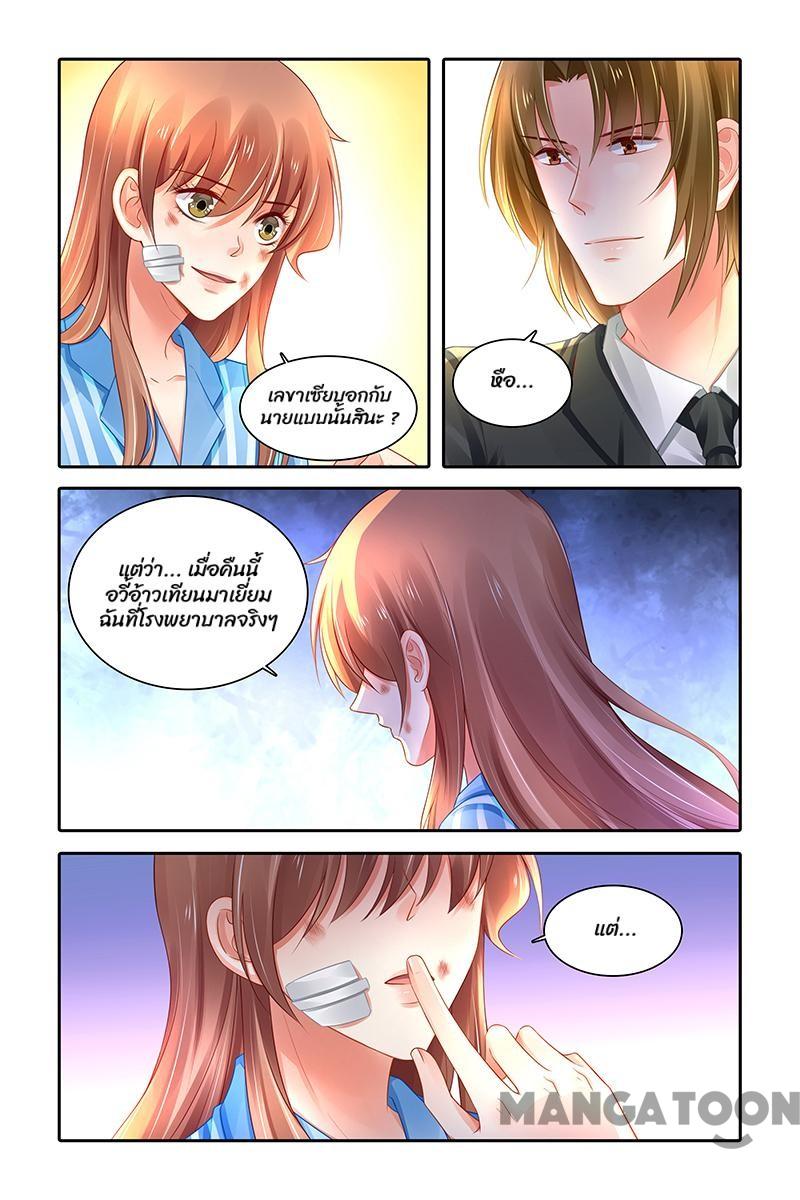 เลขาเซียบอกกับ
นายแบบนั้นสินะ ?
หือ...
แต่ว่า... เมื่อคืนนี้
อวี้อ้าวเทียนมาเยี่ยม
ฉันที่โรงพยาบาลจริงๆ
แต่...
MANGATOON